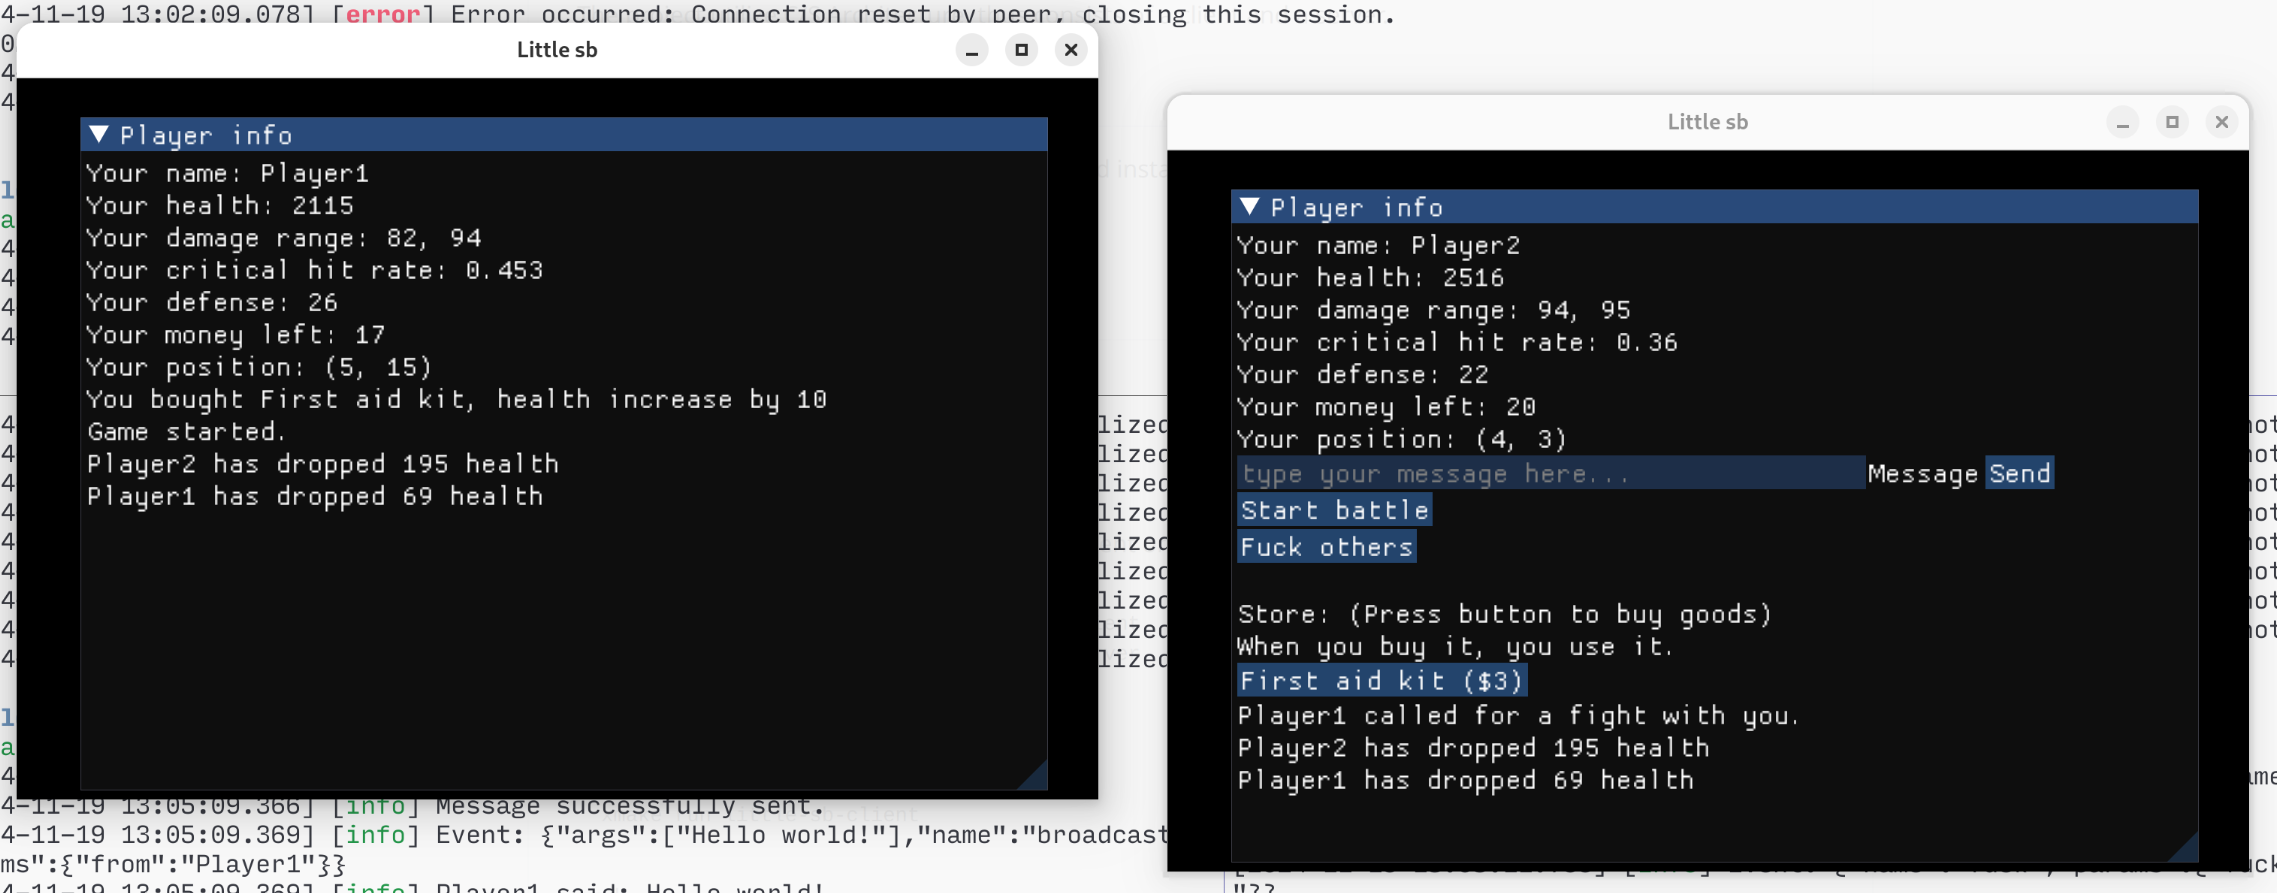 4-11-19 13:02:09.078] [error] Error occurred: Connection reset by peer, closing this session.
Little sb
Player info
Your name: Player1
Your health: 2115
Your damage range: 82, 94
Your critical hit rate: 0.453
Your defense: 26
Your money left: 17
Your position: (5, 15)
You bought First aid kit, health increase by 10
Game started.
Player2 has dropped 195 health
Player1 has dropped 69 health
Little sb
Player info
Your name: Player2
Your health: 2516
Your damage range: 94, 95
Your critical hit rate: 0.36
Your defense: 22
Your money left: 20
Your position: (4, 3)
type your message here... Message Send
Start battle
Fuck others
Store: (Press button to buy goods)
When you buy it, you use it.
First aid kit ($3)
Player1 called for a fight with you.
Player2 has dropped 195 health
Player1 has dropped 69 health
4-11-19 13:05:09.366] [info] Message successfully sent.
4-11-19 13:05:09.369] [info] Event: {"args":["Hello world!"],"name":"broadcast
ms":{"from":"Player1"}}
4-11-19 13:05:09.369] [info] Player1 said: Hello world!